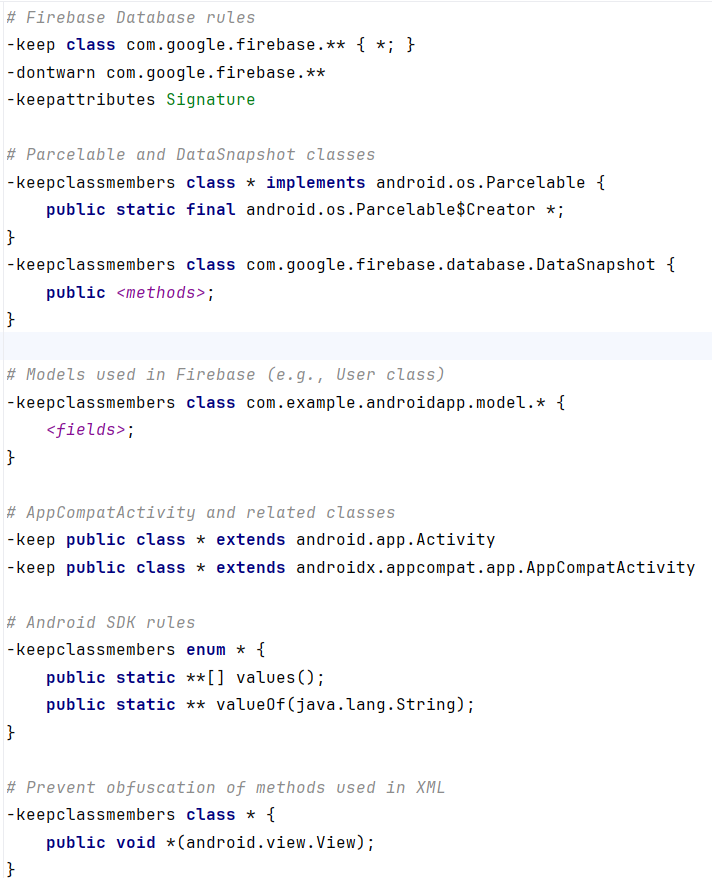 # Firebase Database rules
-keep class com.google.firebase.** { *; }
-dontwarn com.google.firebase.**
-keepattributes Signature

# Parcelable and DataSnapshot classes
-keepclassmembers class * implements android.os.Parcelable {
    public static final android.os.Parcelable$Creator *;
}
-keepclassmembers class com.google.firebase.database.DataSnapshot {
    public <methods>;
}

# Models used in Firebase (e.g., User class)
-keepclassmembers class com.example.androidapp.model.* {
    <fields>;
}

# AppCompatActivity and related classes
-keep public class * extends android.app.Activity
-keep public class * extends androidx.appcompat.app.AppCompatActivity

# Android SDK rules
-keepclassmembers enum * {
    public static **[] values();
    public static ** valueOf(java.lang.String);
}

# Prevent obfuscation of methods used in XML
-keepclassmembers class * {
    public void *(android.view.View);
}